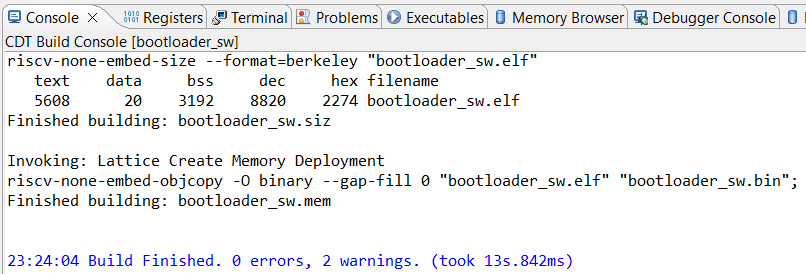 Console Registers Terminal Problems Executables Memory Browser Debugger Console
CDT Build Console [bootloader_sw]
riscv-none-embed-size --format=berkeley "bootloader_sw.elf"
   text    data     bss     dec     hex filename
   5608      20    3192    8820    2274 bootloader_sw.elf
Finished building: bootloader_sw.siz

Invoking: Lattice Create Memory Deployment
riscv-none-embed-objcopy -O binary --gap-fill 0 "bootloader_sw.elf" "bootloader_sw.bin";
Finished building: bootloader_sw.mem

23:24:04 Build Finished. 0 errors, 2 warnings. (took 13s.842ms)